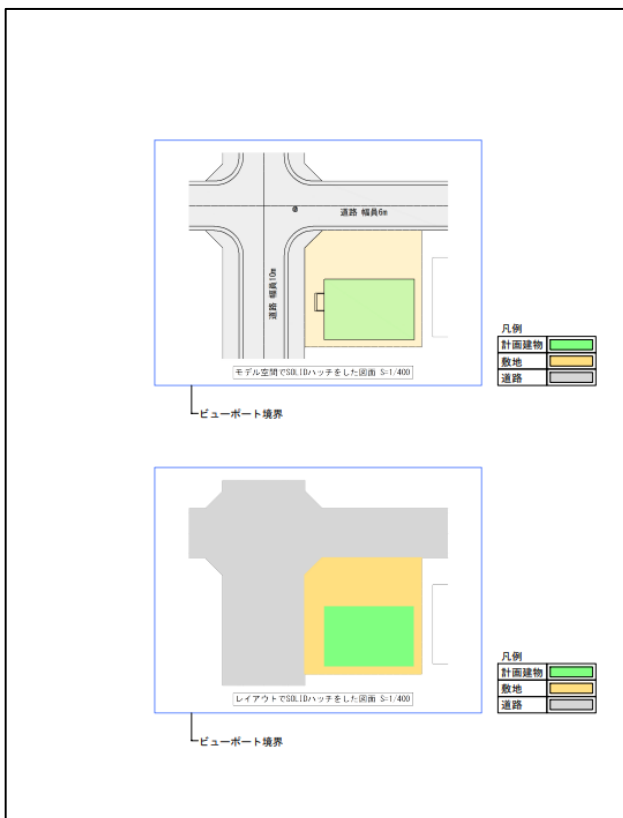 道路 幅員6m
道路 幅員10m
モデル空間でSOLIDハッチをした図面 S=1/400
ビューポート境界
凡例
計画建物
敷地
道路
レイアウトでSOLIDハッチをした図面 S=1/400
ビューポート境界
凡例
計画建物
敷地
道路